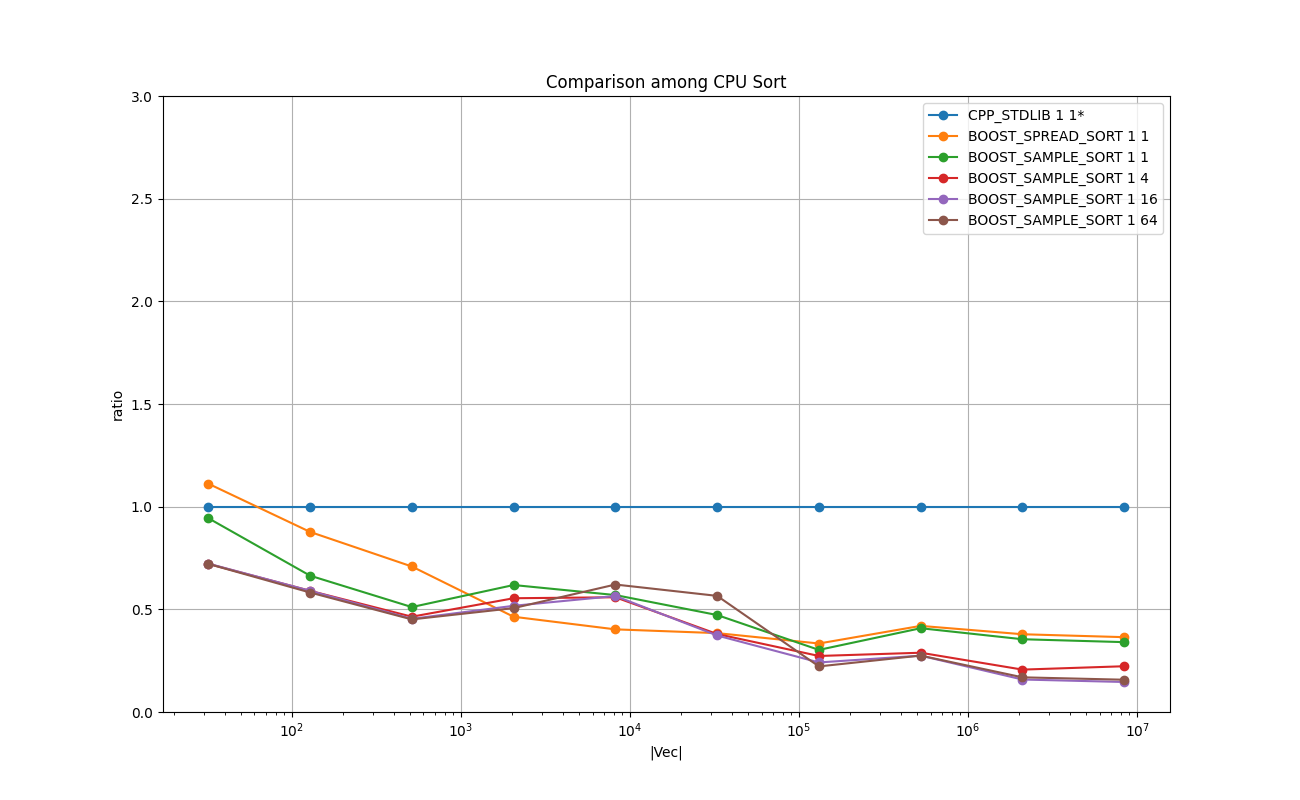 Comparison among CPU Sort
3.0
2.5
2.0
1.5
1.0
0.5
0.0
ratio
CPP_STDLIB 1 1*
BOOST_SPREAD_SORT 1 1
BOOST_SAMPLE_SORT 1 1
BOOST_SAMPLE_SORT 1 4
BOOST_SAMPLE_SORT 1 16
BOOST_SAMPLE_SORT 1 64
10² 10³ 10⁴ 10⁵ 10⁶ 10⁷
|Vec|